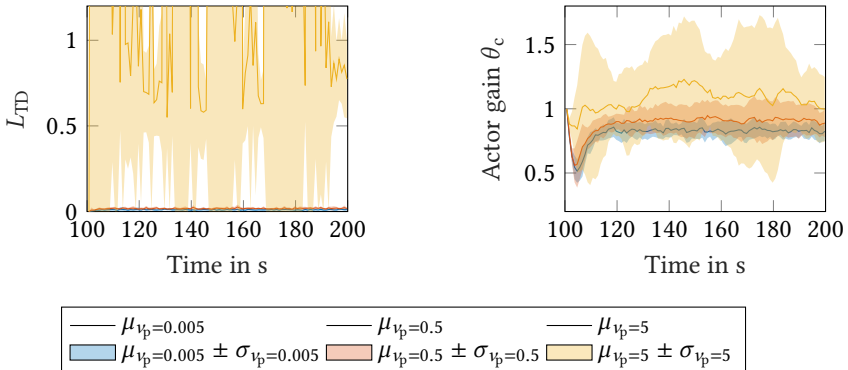 1
0.5
0
L_TD
100 120 140 160 180 200
Time in s
1.5
1
0.5
Actor gain θ_c
100 120 140 160 180 200
Time in s
μ_{ν_p=0.005} μ_{ν_p=0.5} μ_{ν_p=5}
μ_{ν_p=0.005} ± σ_{ν_p=0.005} μ_{ν_p=0.5} ± σ_{ν_p=0.5} μ_{ν_p=5} ± σ_{ν_p=5}